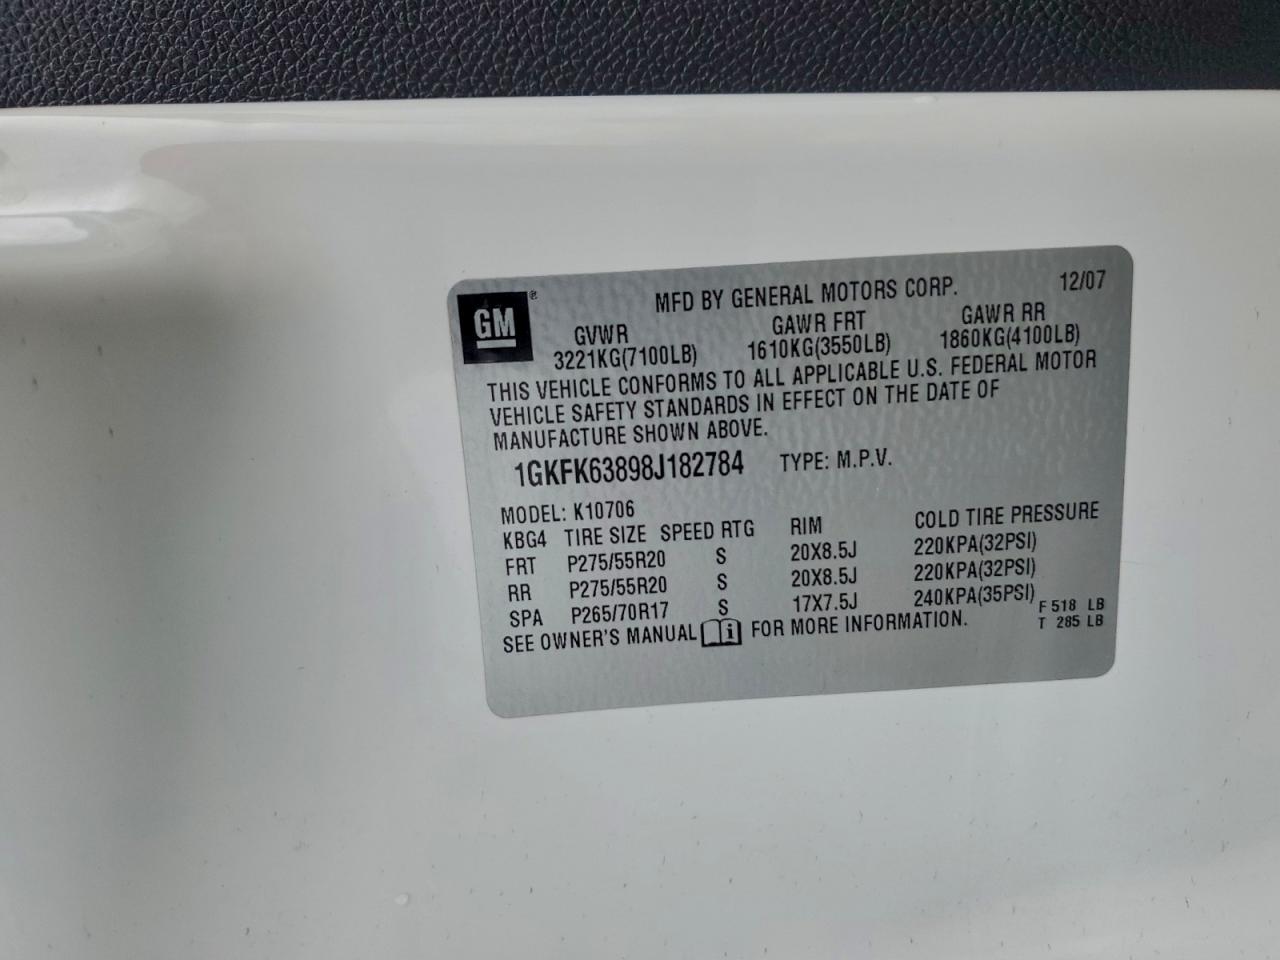 GM ®
MFD BY GENERAL MOTORS CORP. 12/07
GVWR GAWR FRT GAWR RR
3221KG(7100LB) 1610KG(3550LB) 1860KG(4100LB)
THIS VEHICLE CONFORMS TO ALL APPLICABLE U.S. FEDERAL MOTOR
VEHICLE SAFETY STANDARDS IN EFFECT ON THE DATE OF
MANUFACTURE SHOWN ABOVE.
1GKFK63898J182784 TYPE: M.P.V.
MODEL: K10706
KBG4 TIRE SIZE SPEED RTG RIM COLD TIRE PRESSURE
FRT P275/55R20 S 20X8.5J 220KPA(32PSI)
RR P275/55R20 S 20X8.5J 220KPA(32PSI)
SPA P265/70R17 S 17X7.5J 240KPA(35PSI) F 518 LB
SEE OWNER'S MANUAL i FOR MORE INFORMATION. T 285 LB